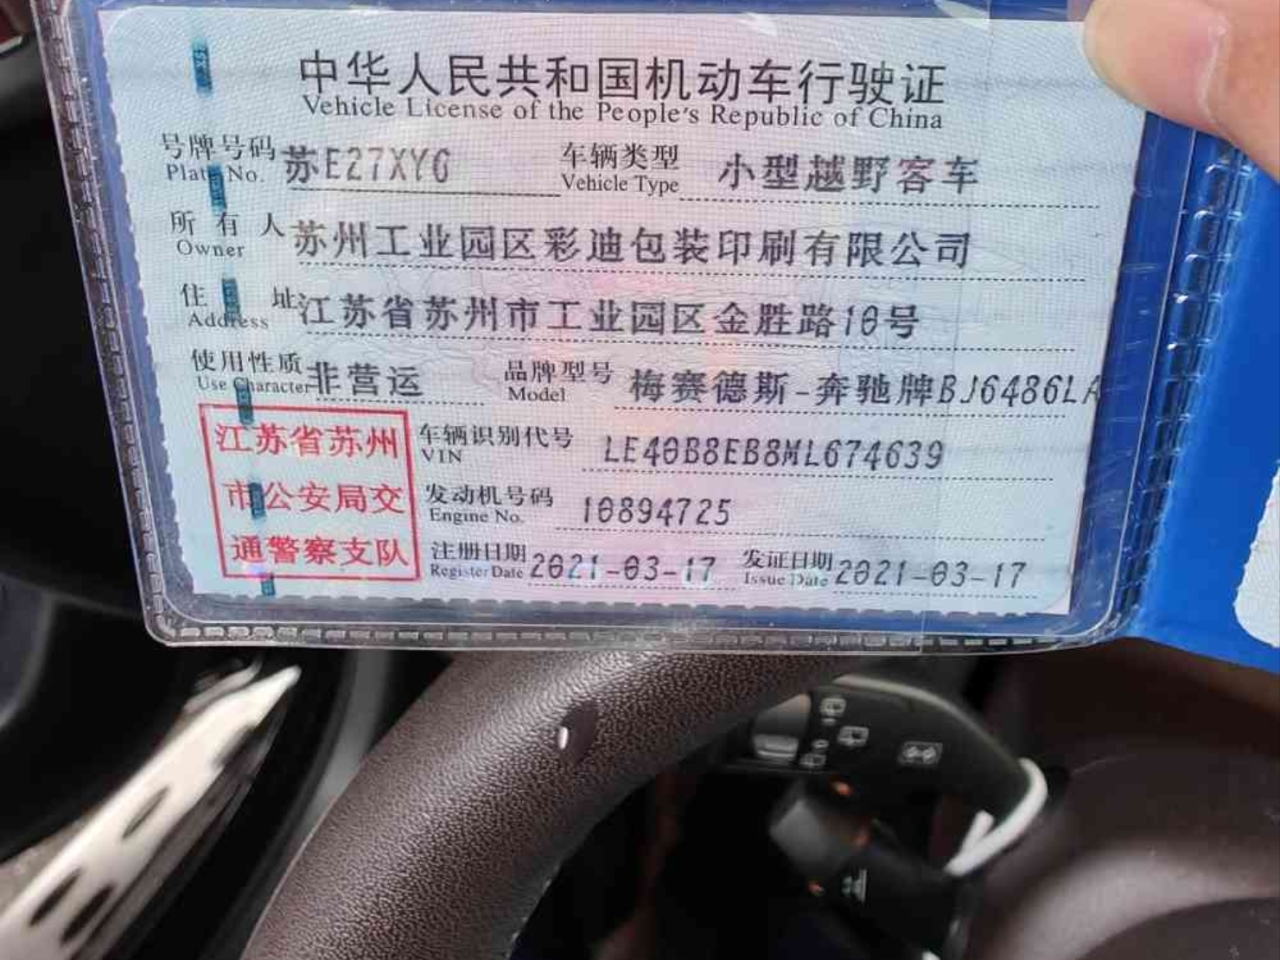 中华人民共和国机动车行驶证
Vehicle License of the People's Republic of China
号牌号码 苏E27XY6 车辆类型 小型越野客车
Plate No. Vehicle Type
所有人 苏州工业园区彩迪包装印刷有限公司
Owner
住址 江苏省苏州市工业园区金胜路10号
Address
使用性质 非营运 品牌型号 梅赛德斯-奔驰牌BJ6486LA
Use Character Model
江苏省苏州
市公安局交
通警察支队
车辆识别代号 LE40B8EB8ML674639
VIN
发动机号码 10894725
Engine No.
注册日期 2021-03-17 发证日期 2021-03-17
Register Date Issue Date